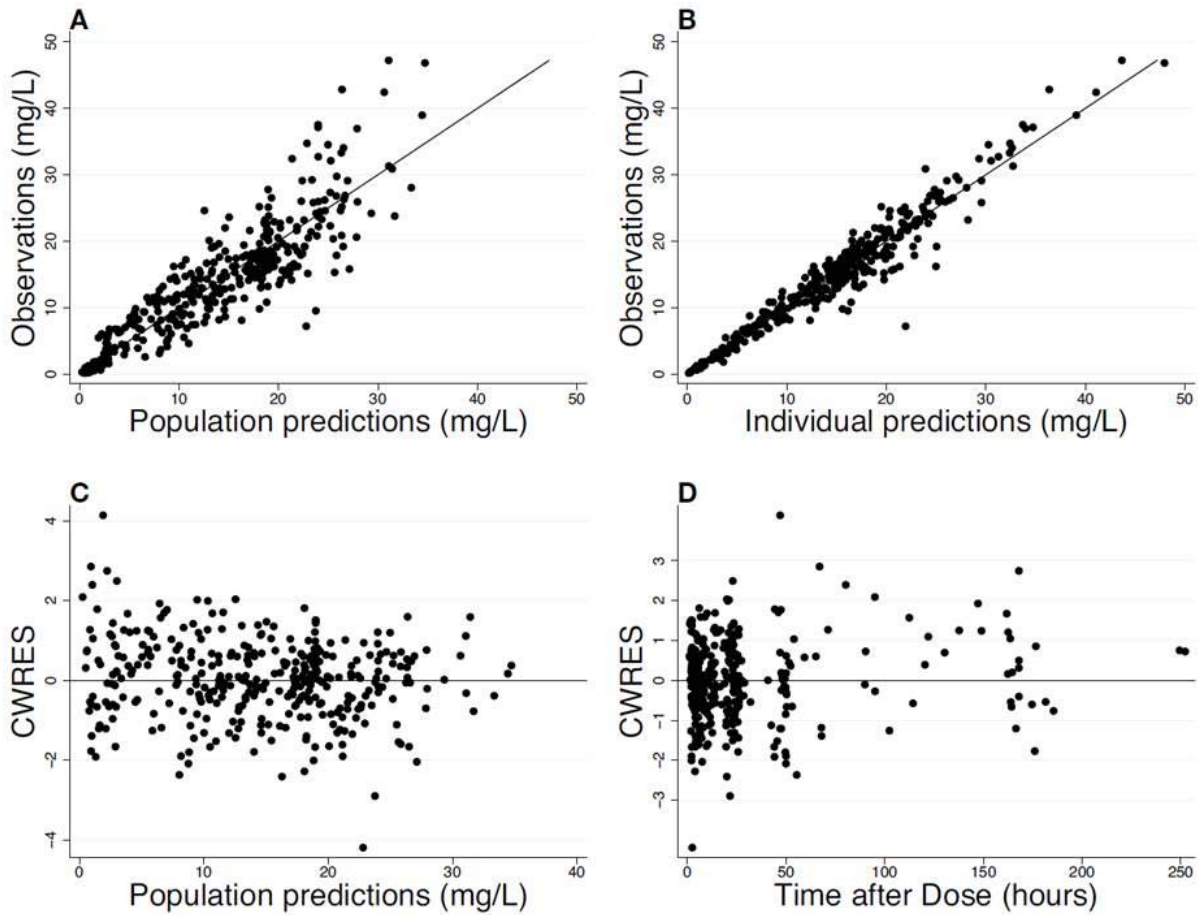 A
Observations (mg/L)
50
40
30
20
10
0
0 10 20 30 40 50
Population predictions (mg/L)
B
Observations (mg/L)
50
40
30
20
10
0
0 10 20 30 40 50
Individual predictions (mg/L)
C
CWRES
4
2
0
−2
−4
0 10 20 30 40
Population predictions (mg/L)
D
CWRES
3
2
1
0
−1
−3
0 50 100 150 200 250
Time after Dose (hours)